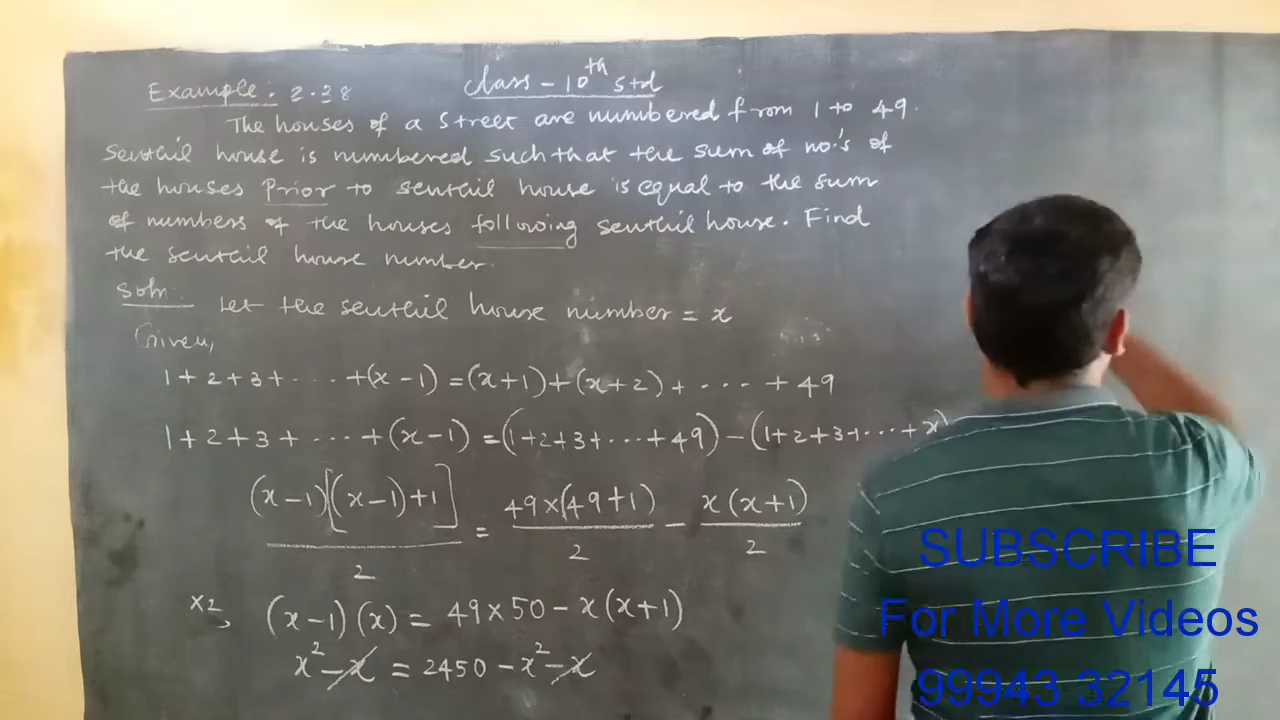 Example: 2.38
class - 10th std
The houses of a street are numbered from 1 to 49.
Senthil house is numbered such that the sum of no.'s of
the houses Prior to senthil house is equal to the sum
of numbers of the houses following senthil house. Find
the senthil house number.
Soln: Let the senthil house number = x
Given,
1 + 2 + 3 + ··· + (x - 1) = (x + 1) + (x + 2) + ···· + 49
1 + 2 + 3 + ···· + (x - 1) = (1 + 2 + 3 + ··· + 49) - (1 + 2 + 3 + ··· + x)
(x - 1)[(x - 1) + 1] / 2 = 49 × (49 + 1) / 2 - x (x + 1) / 2
×2, (x - 1) (x) = 49 × 50 - x (x + 1)
x² - x = 2450 - x² - x
SUBSCRIBE
For More Videos
99943 32145